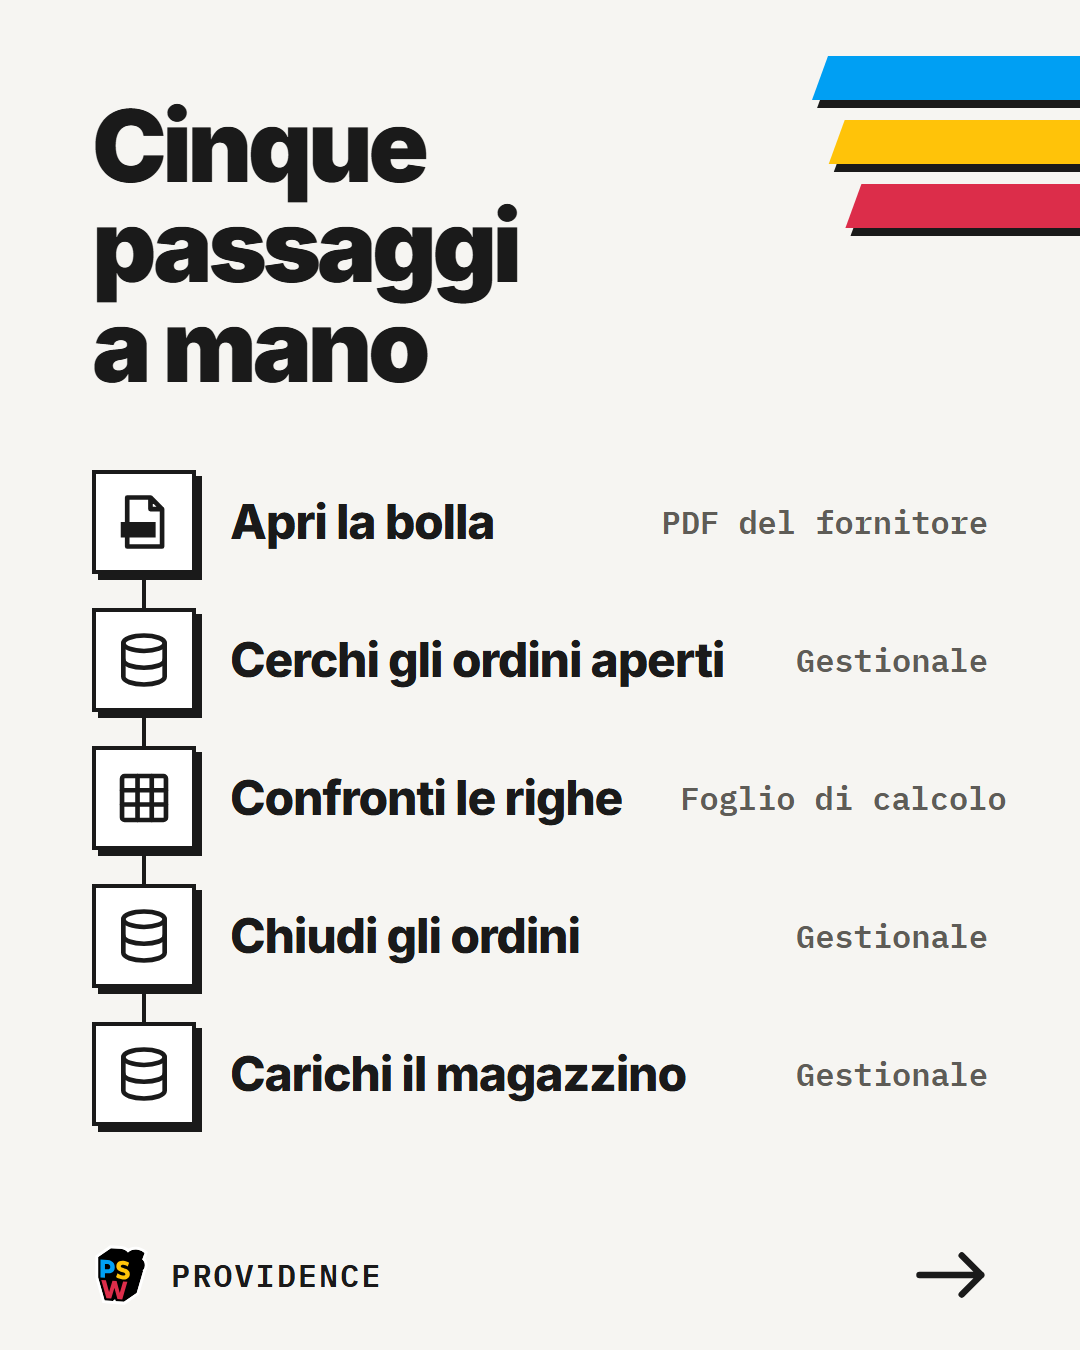 Cinque
passaggi
a mano
Apri la bolla PDF del fornitore
Cerchi gli ordini aperti Gestionale
Confronti le righe Foglio di calcolo
Chiudi gli ordini Gestionale
Carichi il magazzino Gestionale
PSW PROVIDENCE